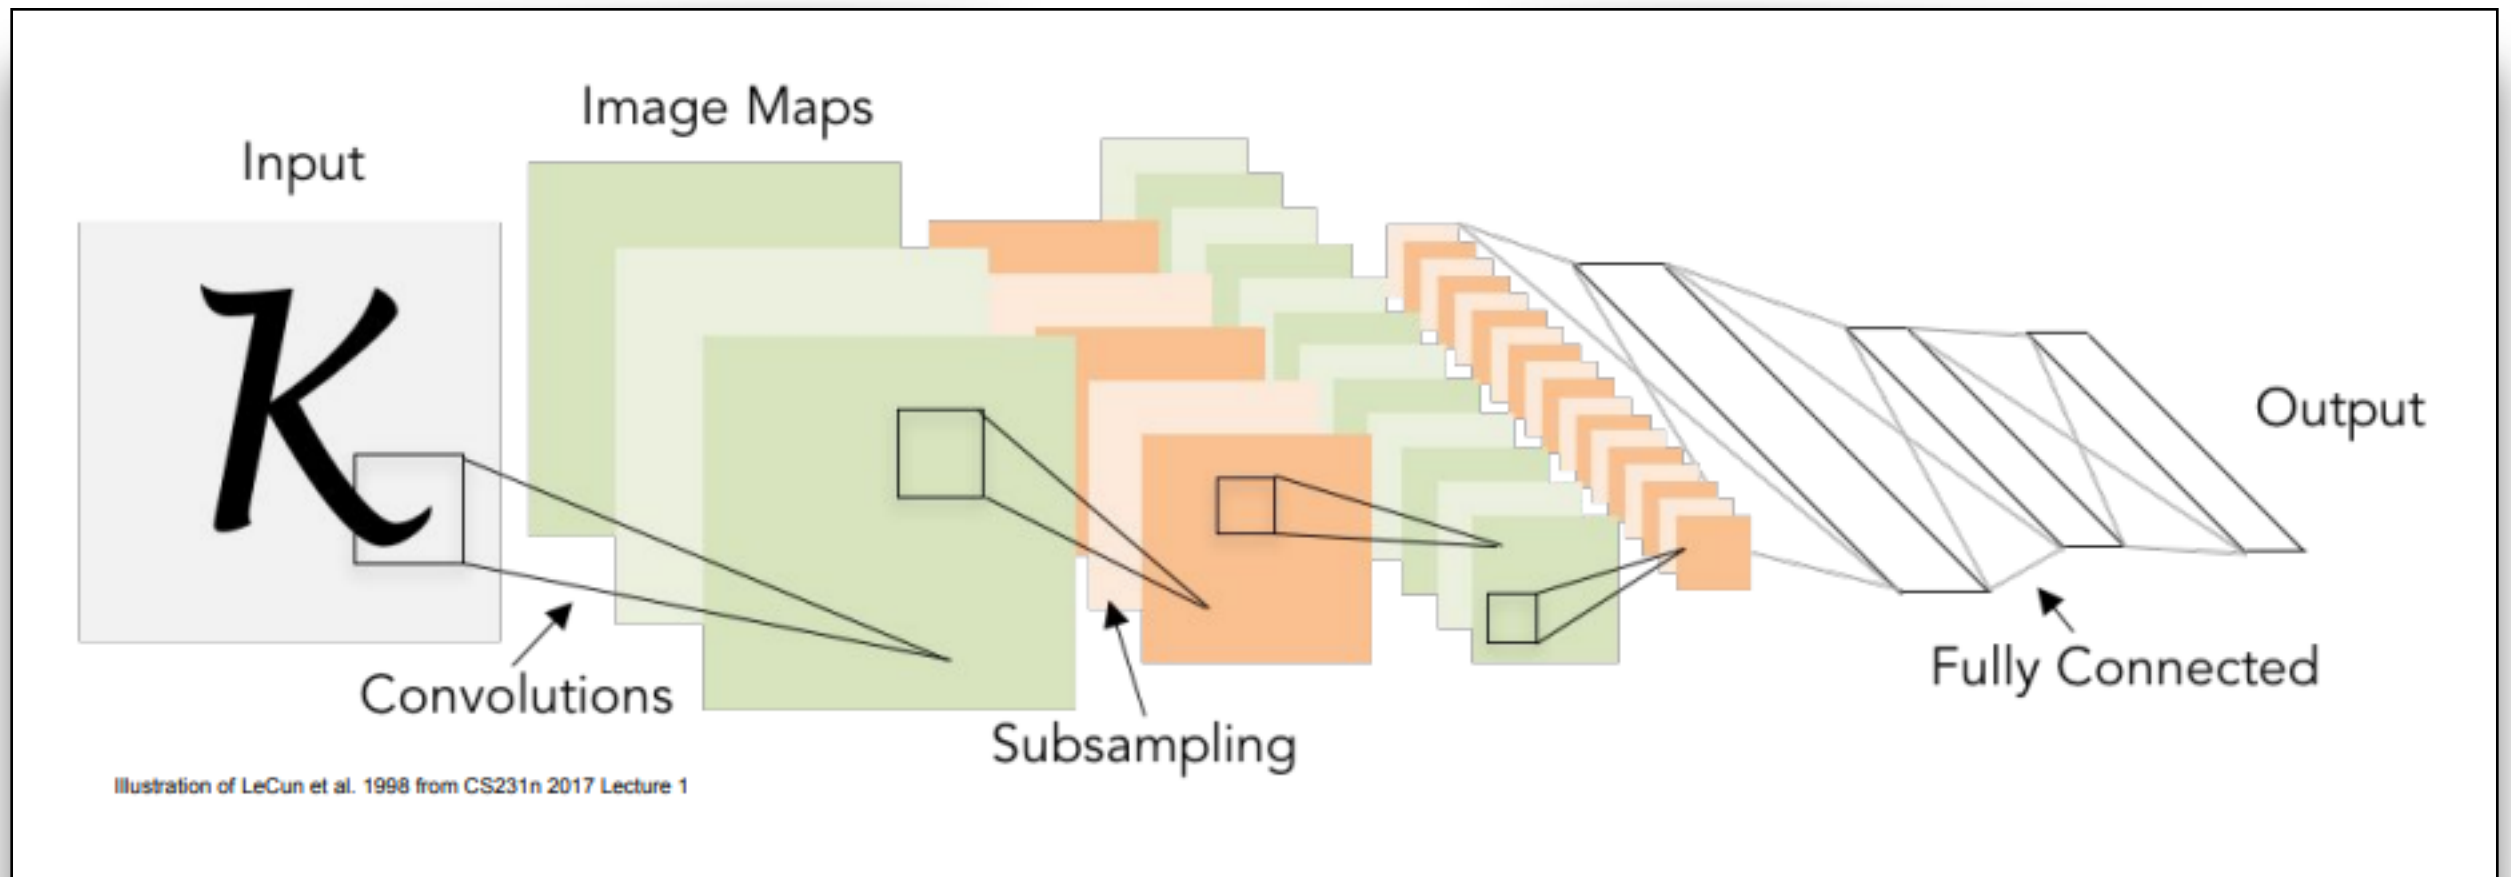 Image Maps
Input
K
Output
Convolutions
Fully Connected
Subsampling
Illustration of LeCun et al. 1998 from CS231n 2017 Lecture 1